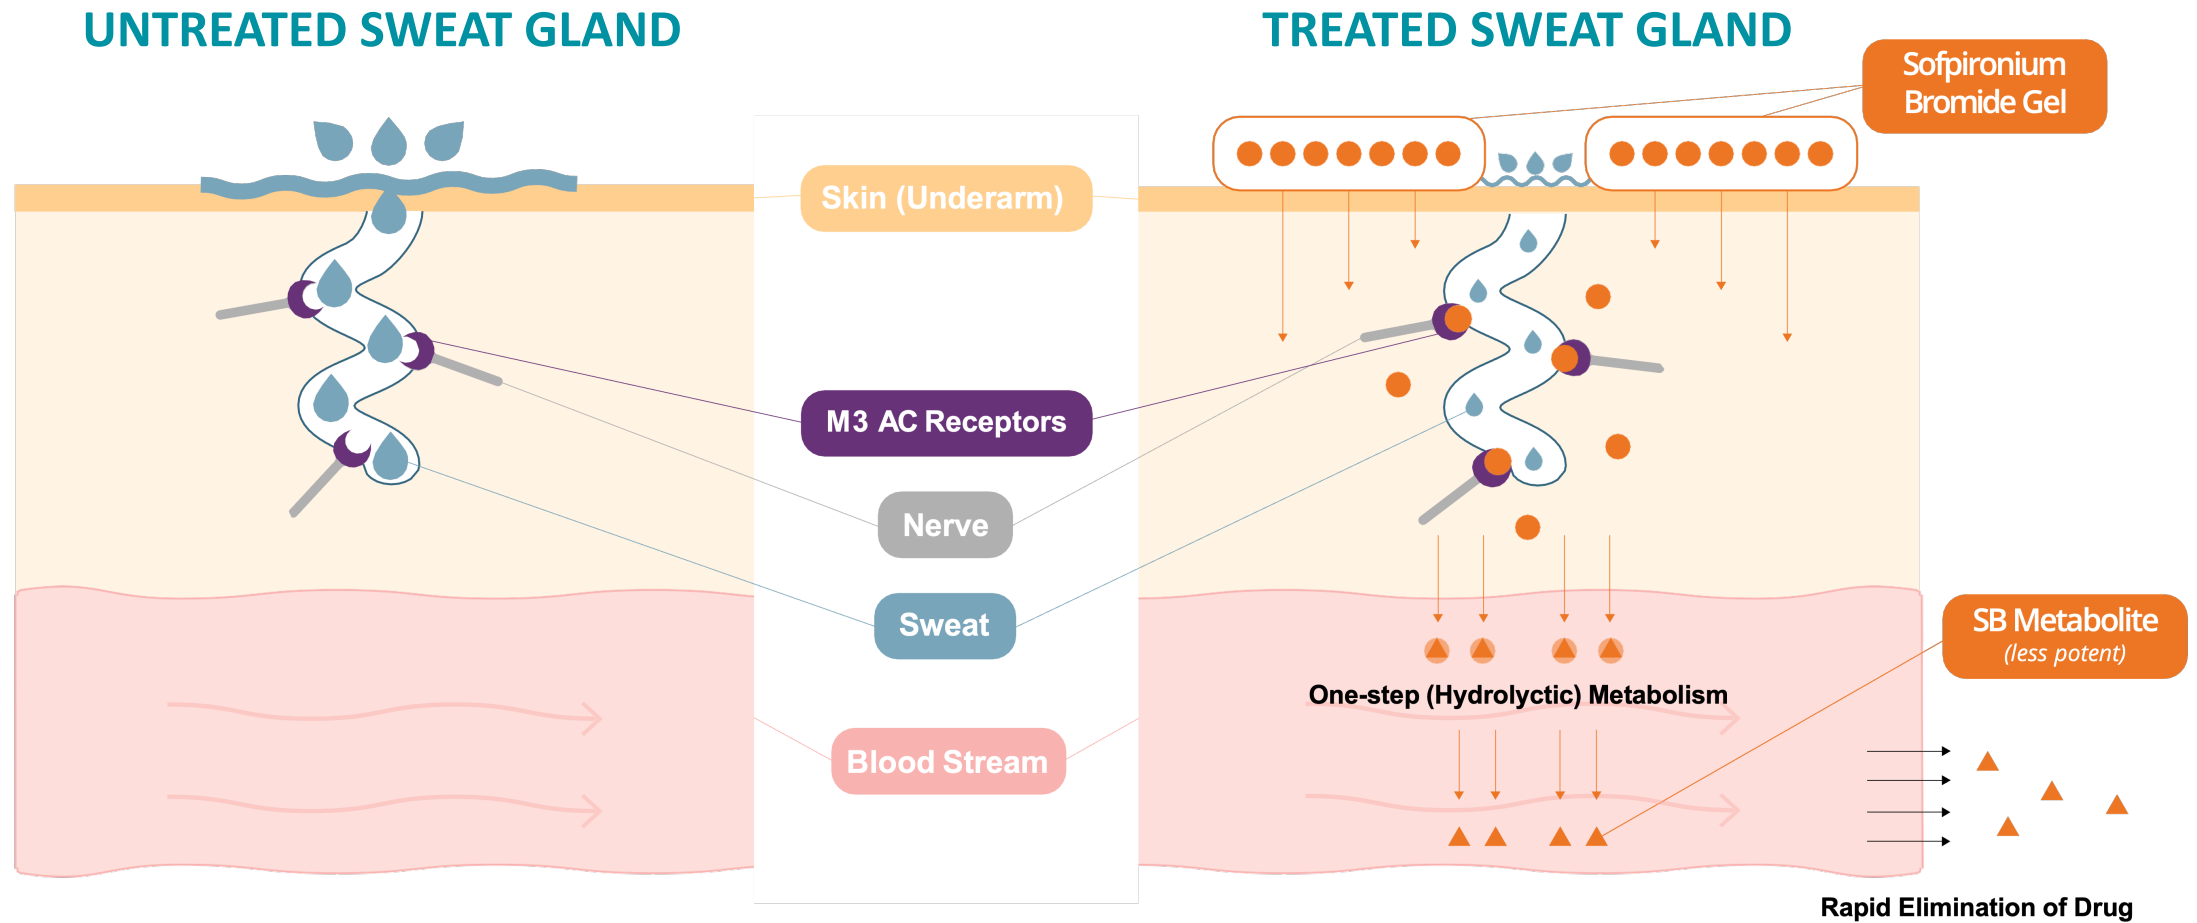 UNTREATED SWEAT GLAND
TREATED SWEAT GLAND
Sofpironium
Bromide Gel
Skin (Underarm)
M3 AC Receptors
Nerve
Sweat
Blood Stream
SB Metabolite
(less potent)
One-step (Hydrolyctic) Metabolism
Rapid Elimination of Drug